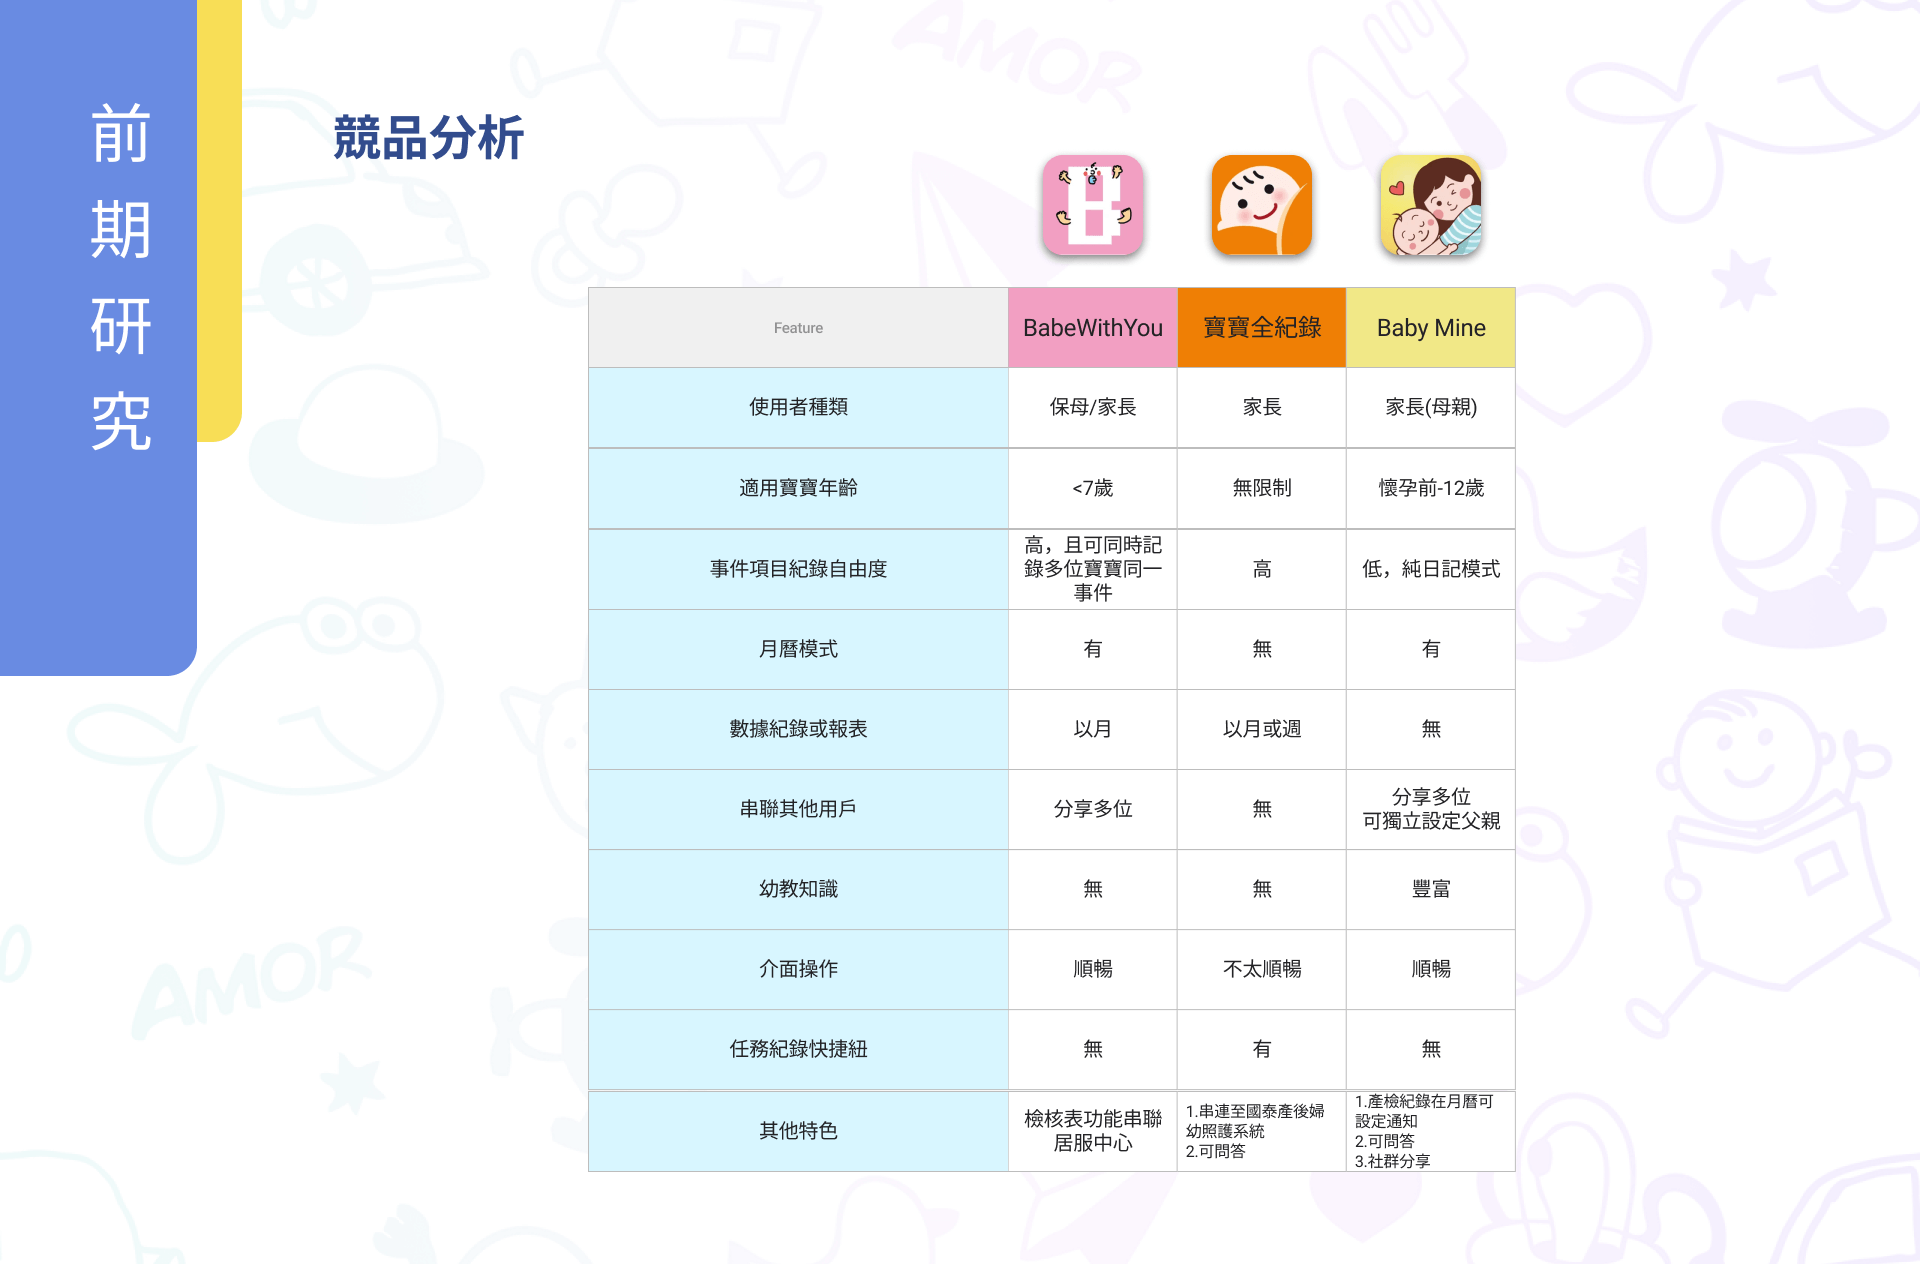 前期研究
競品分析
Feature
BabeWithYou
寶寶全紀錄
Baby Mine
使用者種類
保母/家長
家長
家長(母親)
適用寶寶年齡
<7歲
無限制
懷孕前-12歲
事件項目紀錄自由度
高，且可同時記
錄多位寶寶同一
事件
高
低，純日記模式
月曆模式
有
無
有
數據紀錄或報表
以月
以月或週
無
串聯其他用戶
分享多位
無
分享多位
可獨立設定父親
幼教知識
無
無
豐富
介面操作
順暢
不太順暢
順暢
任務紀錄快捷紐
無
有
無
其他特色
檢核表功能串聯
居服中心
1.串連至國泰產後婦
幼照護系統
2.可問答
1.產檢紀錄在月曆可
設定通知
2.可問答
3.社群分享
AMOR
AMOR